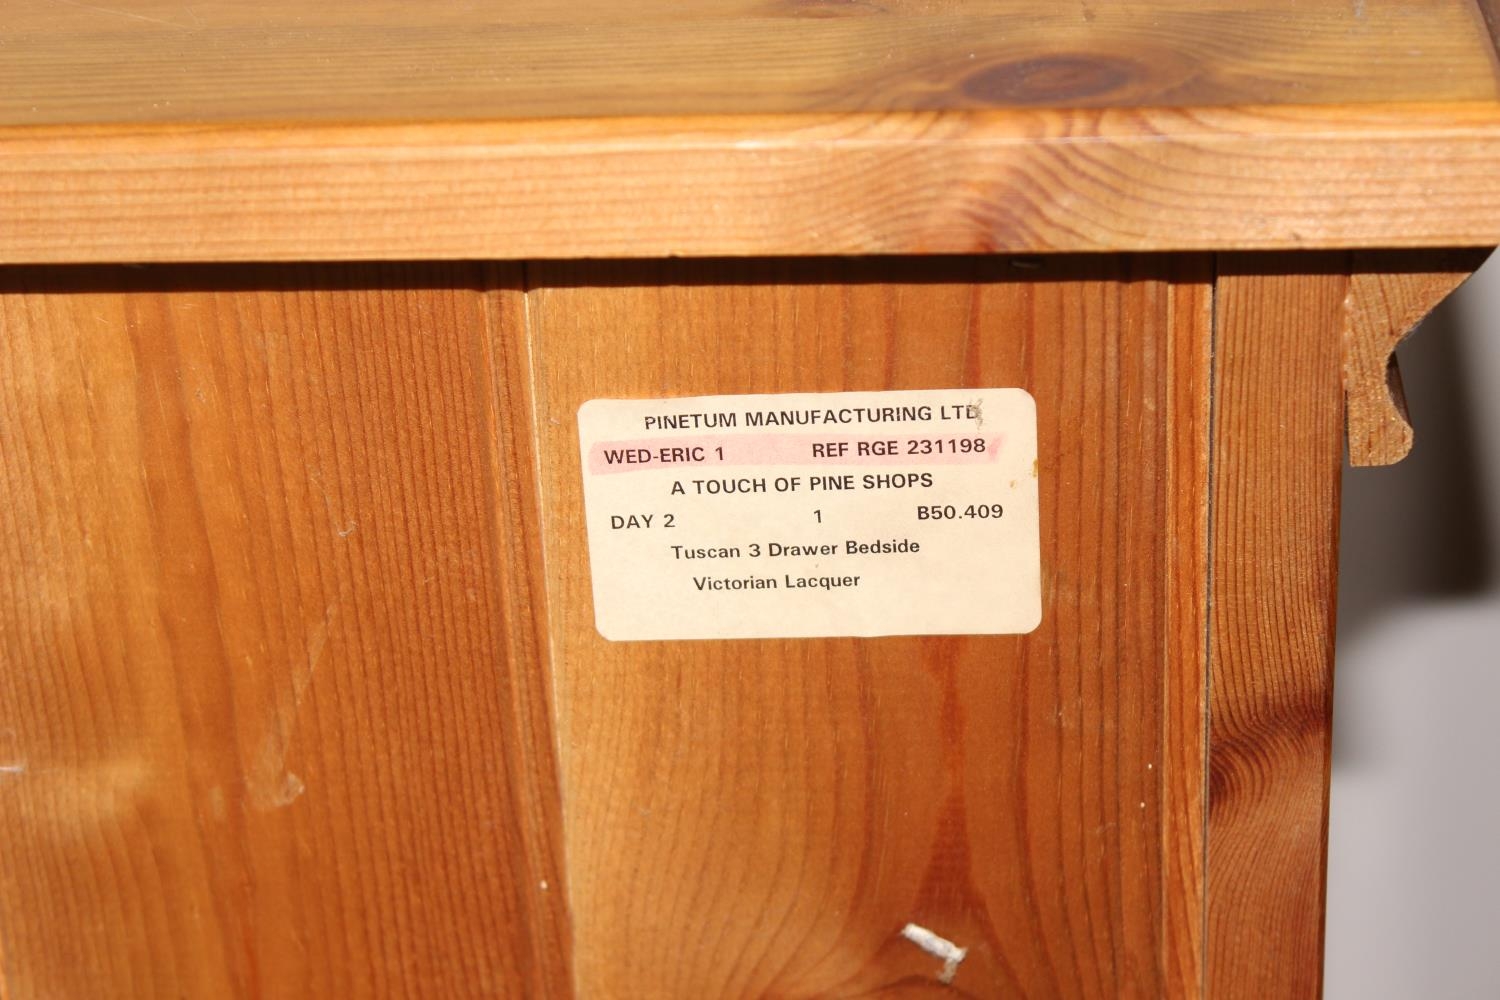 PINETUM MANUFACTURING LTD
WED-ERIC 1 REF RGE 231198
A TOUCH OF PINE SHOPS
DAY 2 1 B50.409
Tuscan 3 Drawer Bedside
Victorian Lacquer